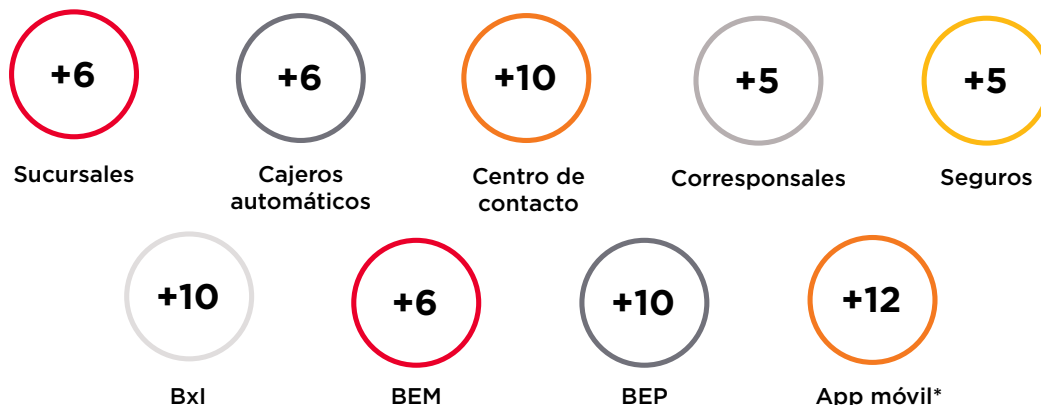 +6
+6
+10
+5
+5
Sucursales
Cajeros
automáticos
Centro de
contacto
Corresponsales
Seguros
+10
+6
+10
+12
BxI
BEM
BEP
App móvil*